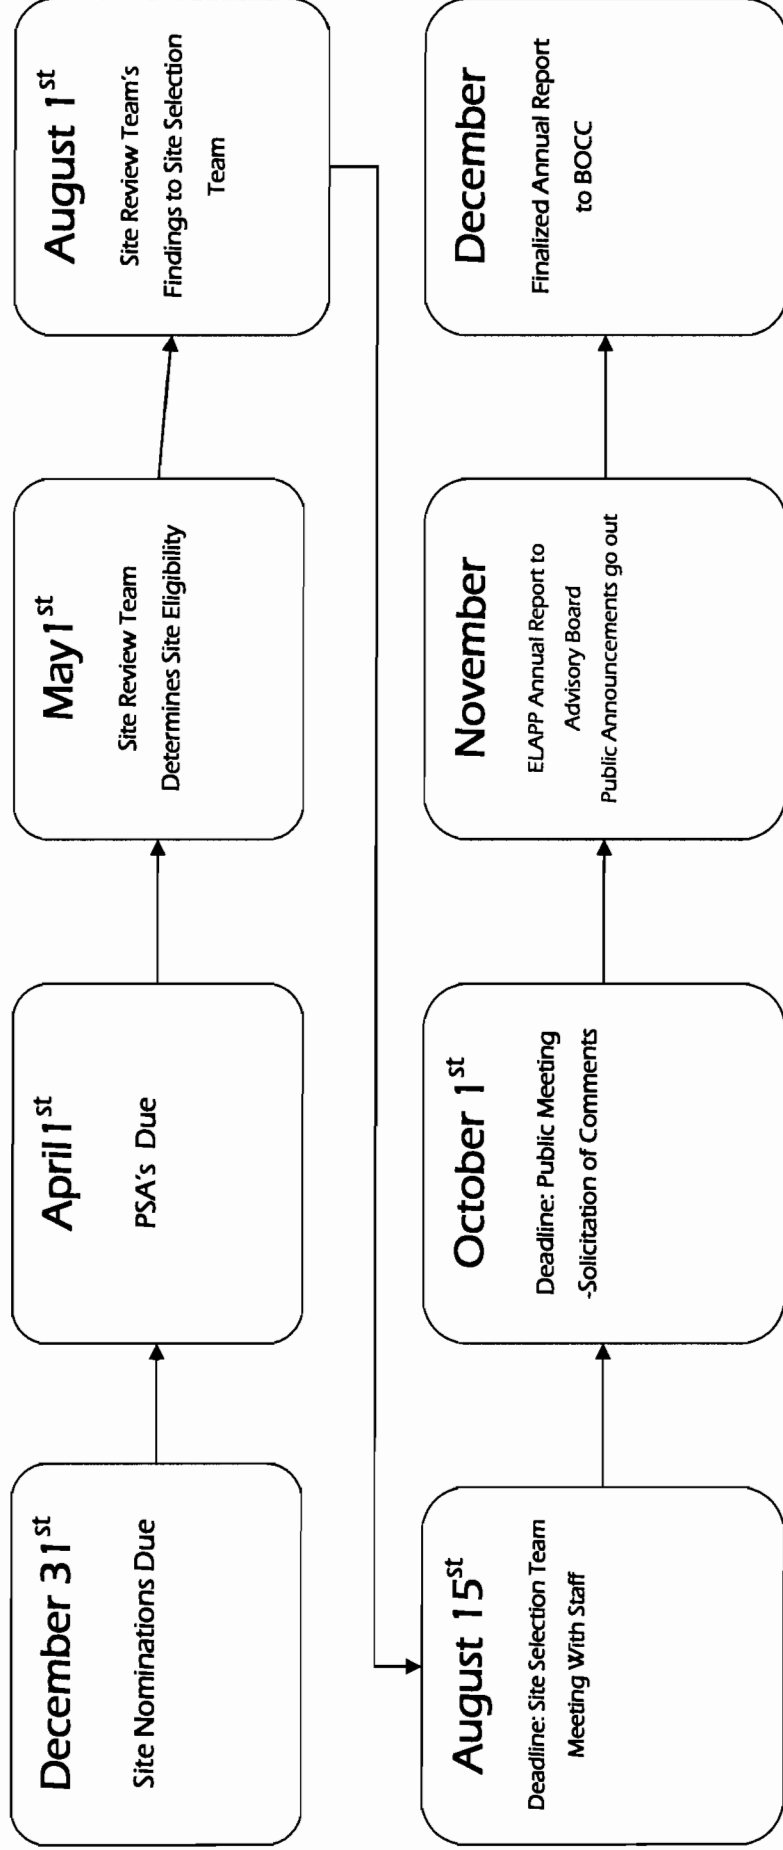 December 31st
Site Nominations Due
April 1st
PSA's Due
May1st
Site Review Team
Determines Site Eligibility
August 1st
Site Review Team's
Findings to Site Selection
Team
August 15st
Deadline: Site Selection Team
Meeting With Staff
October 1st
Deadline: Public Meeting
-Solicitation of Comments
November
ELAPP Annual Report to
Advisory Board
Public Announcements go out
December
Finalized Annual Report
to BOCC